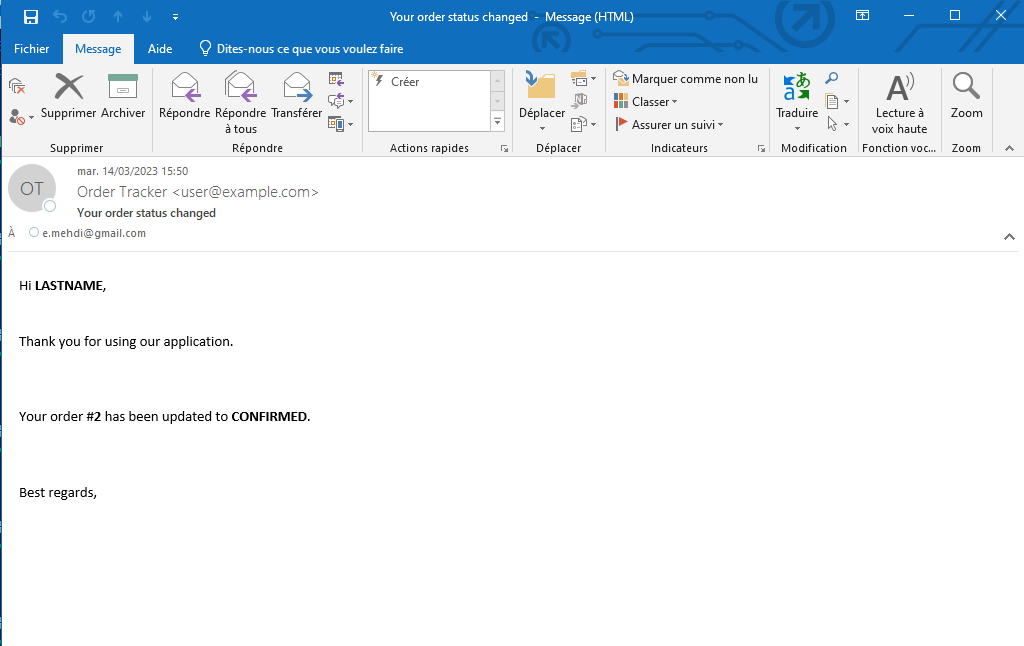 Your order status changed - Message (HTML)
Fichier Message Aide Dites-nous ce que vous voulez faire
Supprimer Archiver
Supprimer
Répondre Répondre à tous Transférer
Répondre
Créer
Actions rapides
Déplacer
Déplacer
Marquer comme non lu
Classer
Assurer un suivi
Indicateurs
Traduire
Modification
Lecture à voix haute
Fonction voc...
Zoom
Zoom
OT
mar. 14/03/2023 15:50
Order Tracker <user@example.com>
Your order status changed
À e.mehdi@gmail.com
Hi LASTNAME,
Thank you for using our application.
Your order #2 has been updated to CONFIRMED.
Best regards,